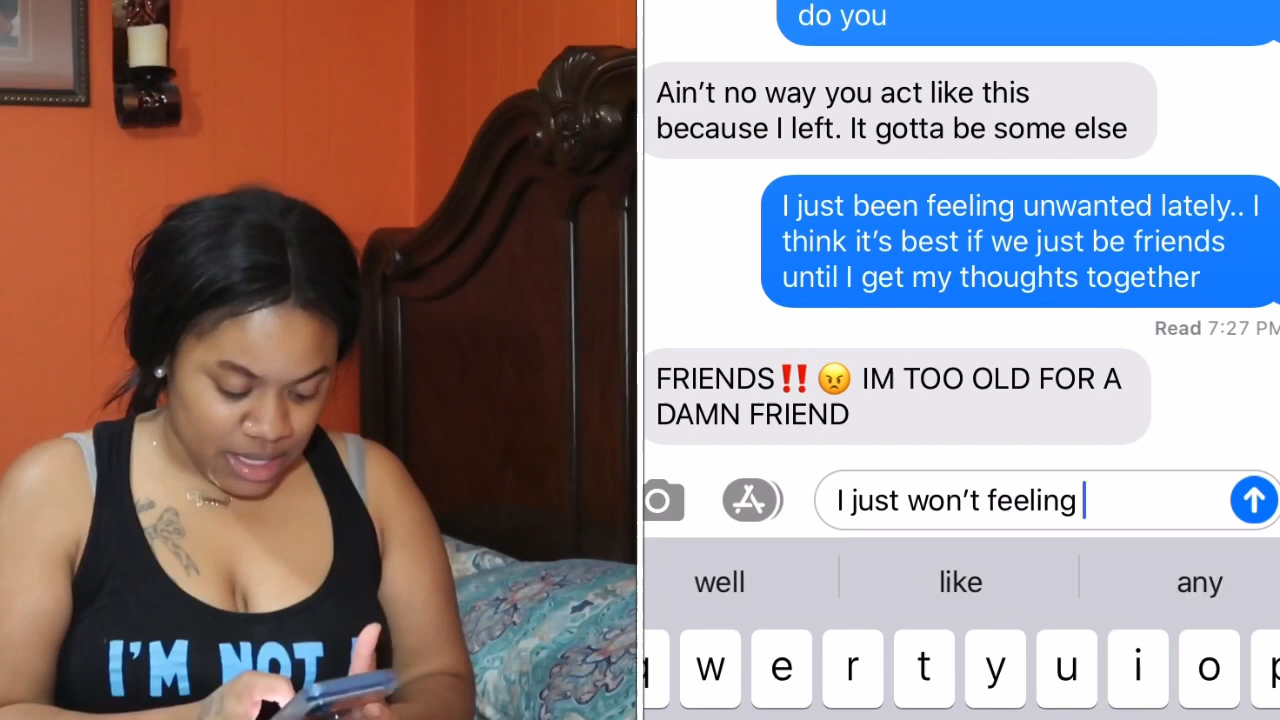 I'M NOT
do you
Ain't no way you act like this
because I left. It gotta be some else
I just been feeling unwanted lately.. I
think it's best if we just be friends
until I get my thoughts together
Read 7:27 PM
FRIENDS‼️ 😠 IM TOO OLD FOR A
DAMN FRIEND
I just won't feeling
well like any
q w e r t y u i o p